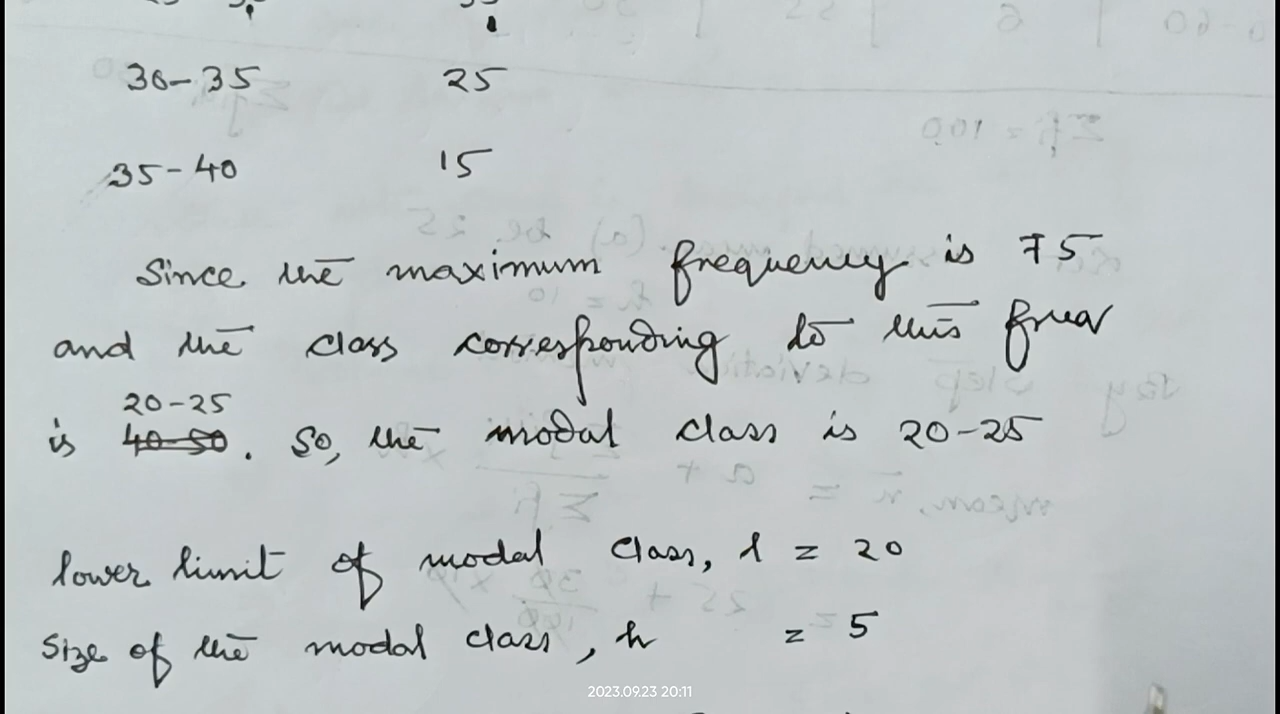 30-35 25
35-40 15
Since the maximum frequency is 75
and the class corresponding to this
20-25
is 40-50. So, the modal class is 20-25
lower limit of modal class, l = 20
Size of the modal class, h = 5
2023.09.23 20:11